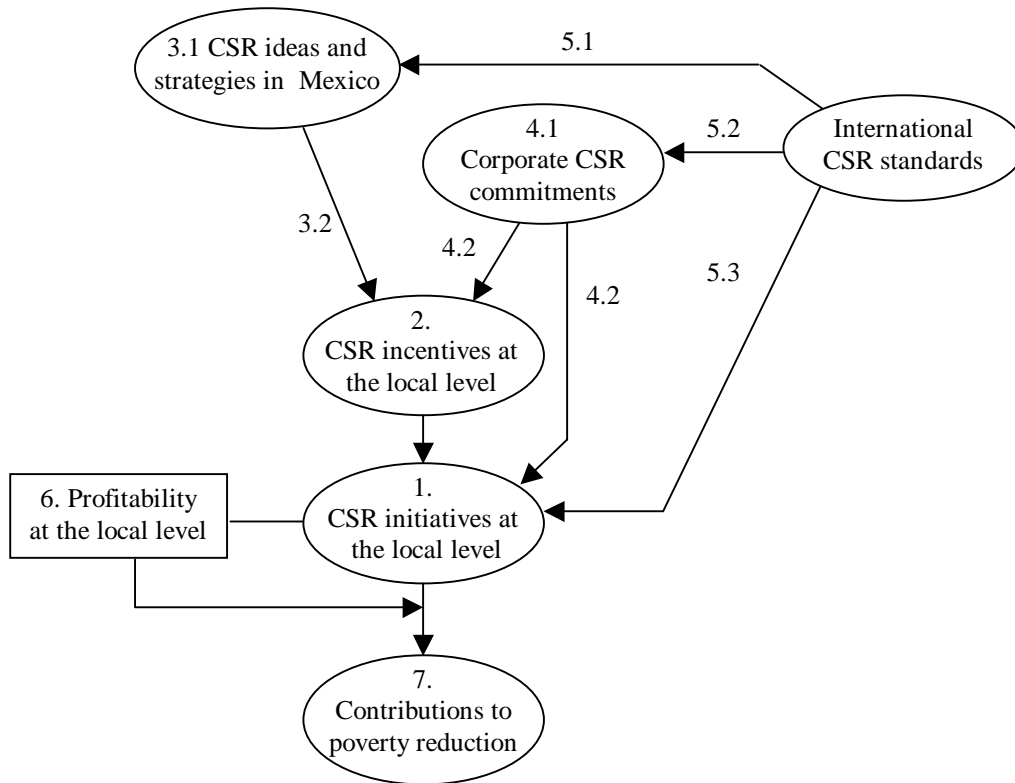 5.1
3.1 CSR ideas and
strategies in Mexico
4.1
Corporate CSR
commitments
5.2
International
CSR standards
3.2
4.2
5.3
4.2
2.
CSR incentives at
the local level
6. Profitability
at the local level
1.
CSR initiatives at
the local level
7.
Contributions to
poverty reduction